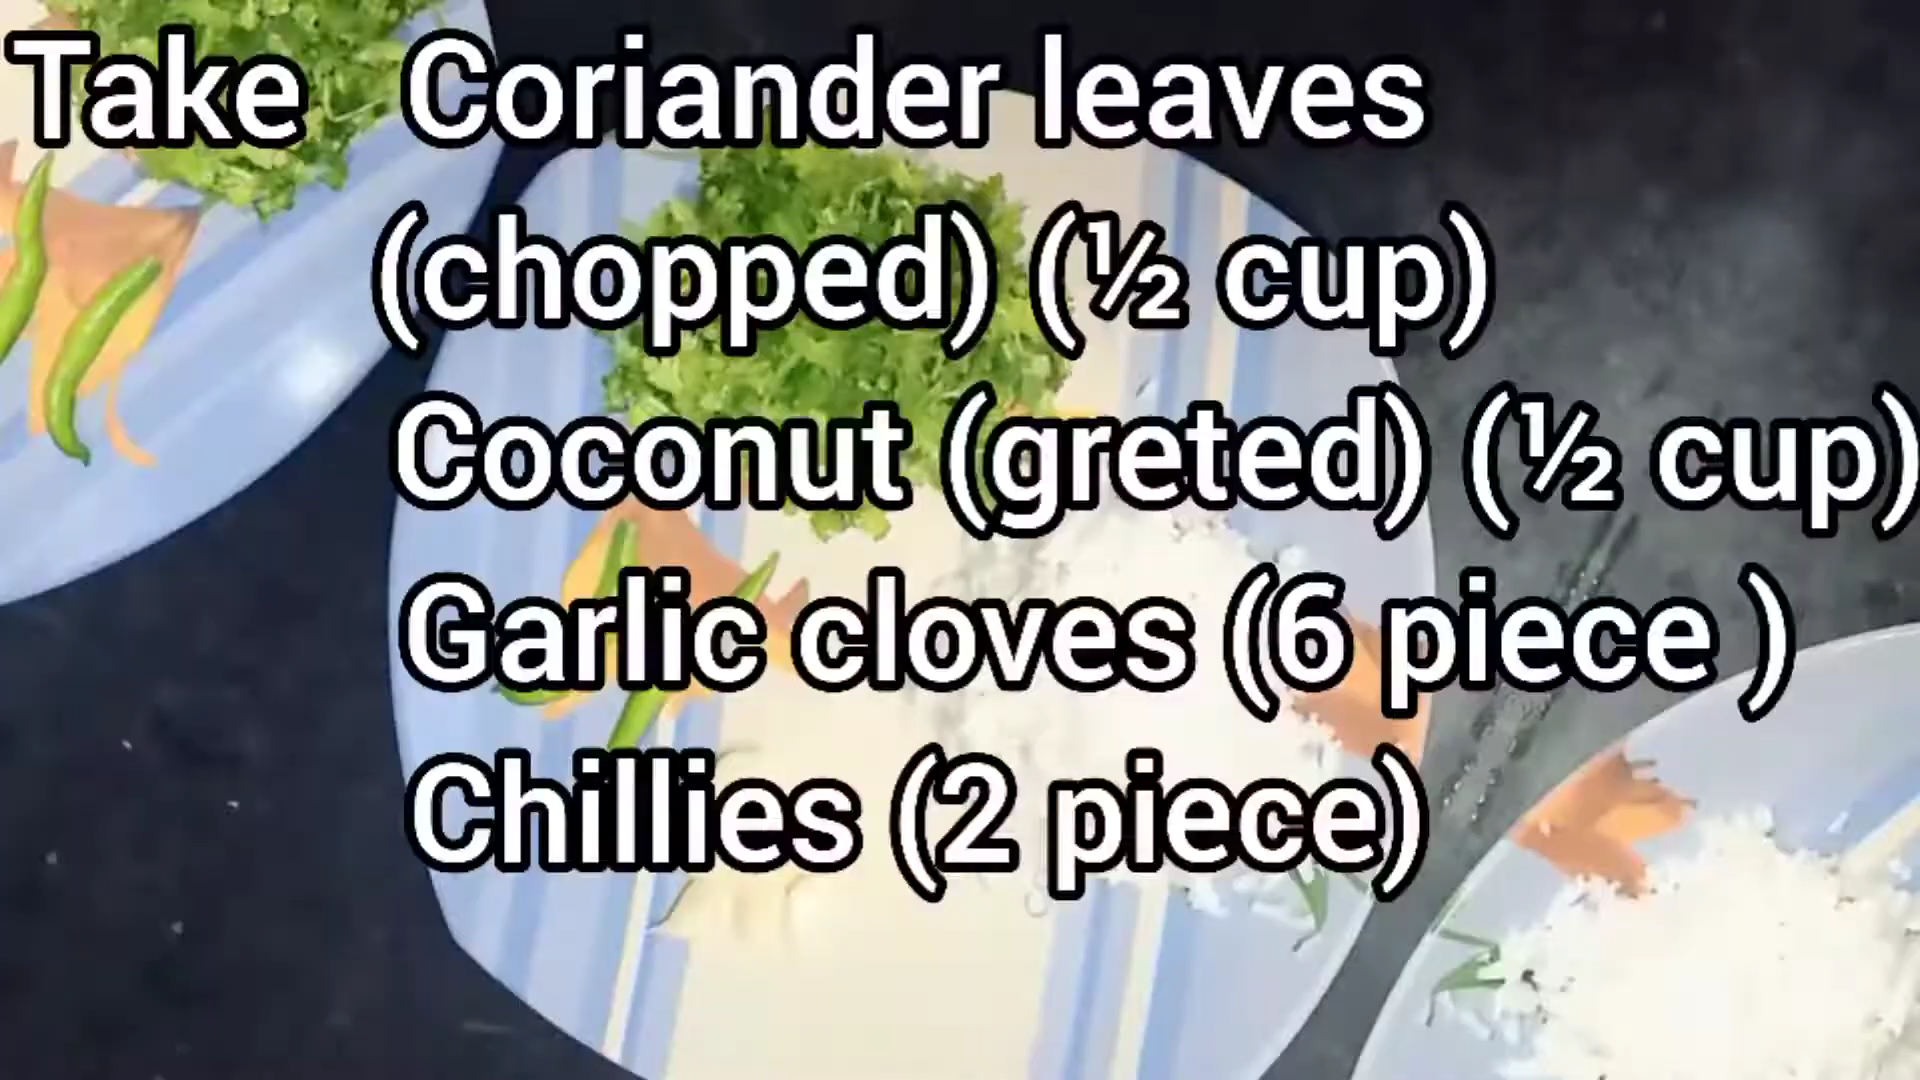 Take Coriander leaves
(chopped) (½ cup)
Coconut (greted) (½ cup)
Garlic cloves (6 piece )
Chillies (2 piece)